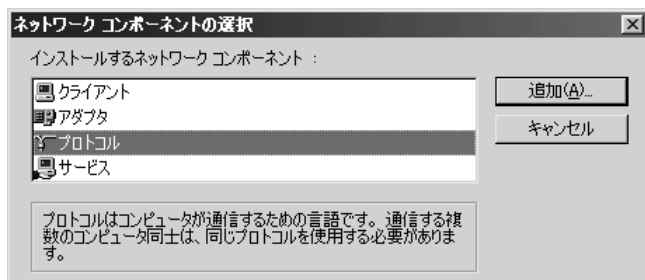 ネットワーク コンポーネントの選択
インストールするネットワーク コンポーネント :
クライアント
アダプタ
プロトコル
サービス
追加(A)...
キャンセル
プロトコルはコンピュータが通信するための言語です。通信する複
数のコンピュータ同士は、同じプロトコルを使用する必要がありま
す。